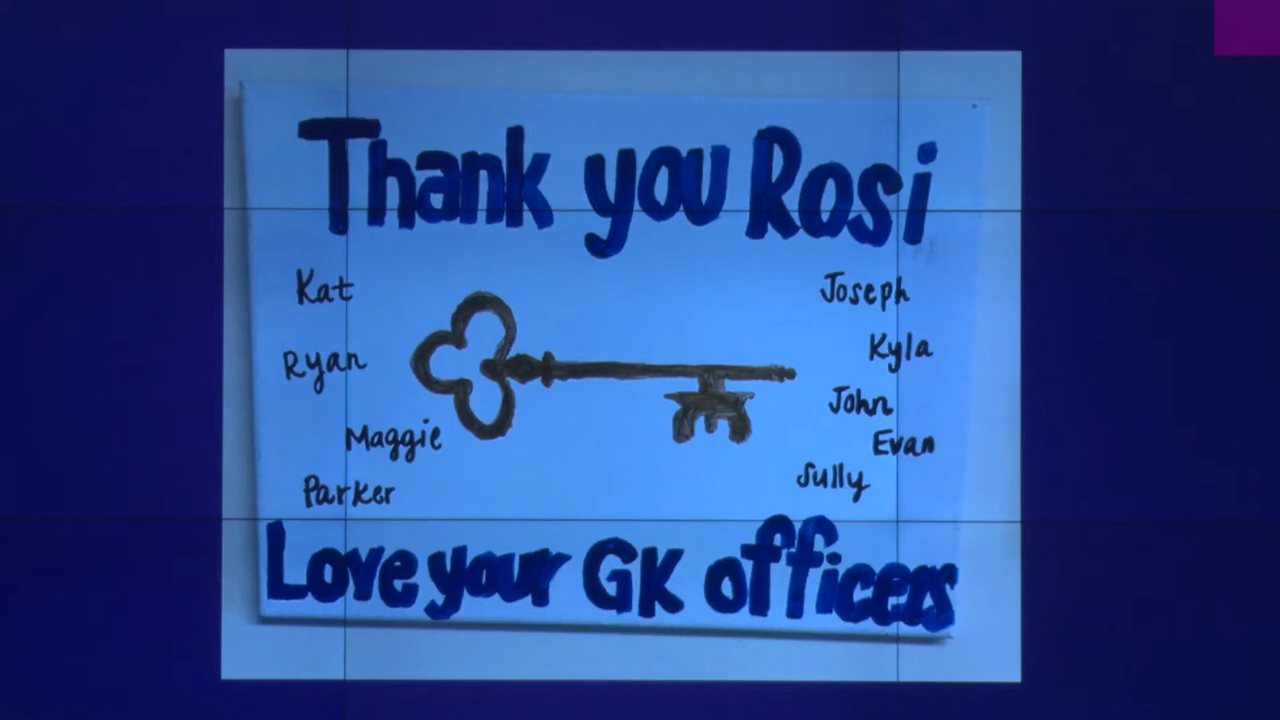 Thank you Rosi
Kat
Ryan
Maggie
Parker
Joseph
Kyla
John
Evan
Sully
Love your GK officers